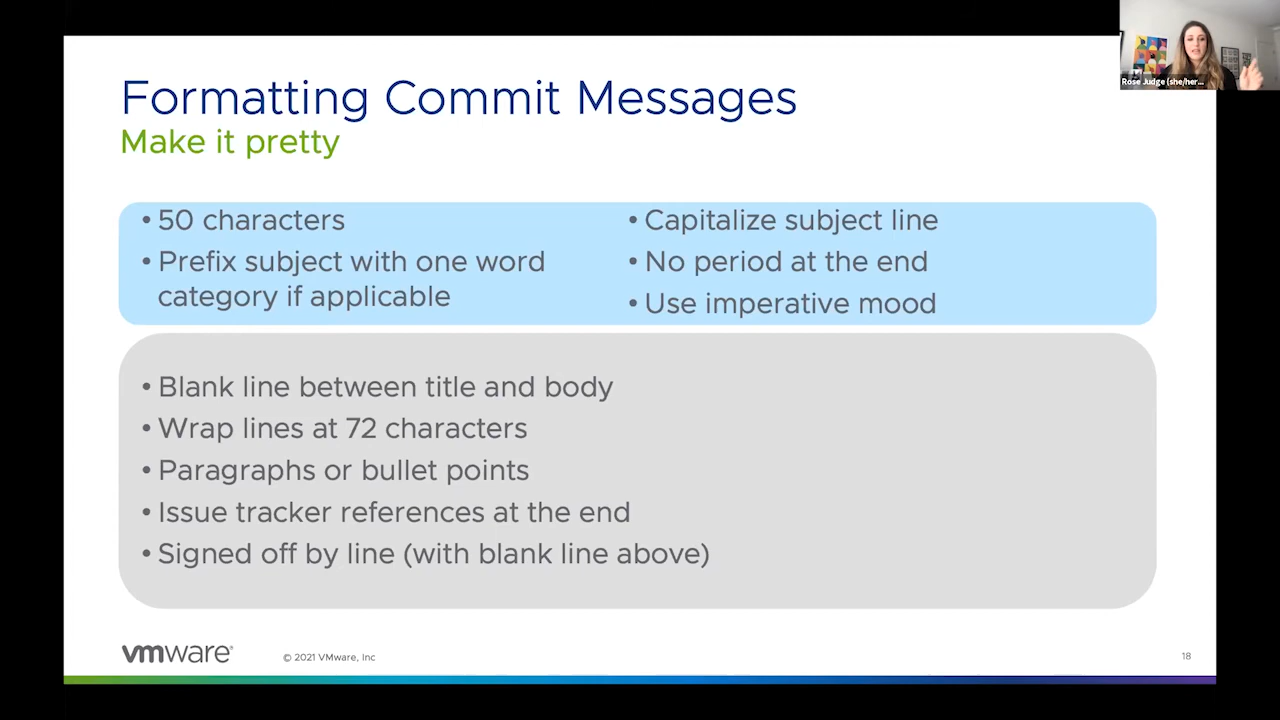 Rose Judge (she/her...
Formatting Commit Messages
Make it pretty
• 50 characters
• Prefix subject with one word
category if applicable
• Capitalize subject line
• No period at the end
• Use imperative mood
• Blank line between title and body
• Wrap lines at 72 characters
• Paragraphs or bullet points
• Issue tracker references at the end
• Signed off by line (with blank line above)
vmware®
© 2021 VMware, Inc
18